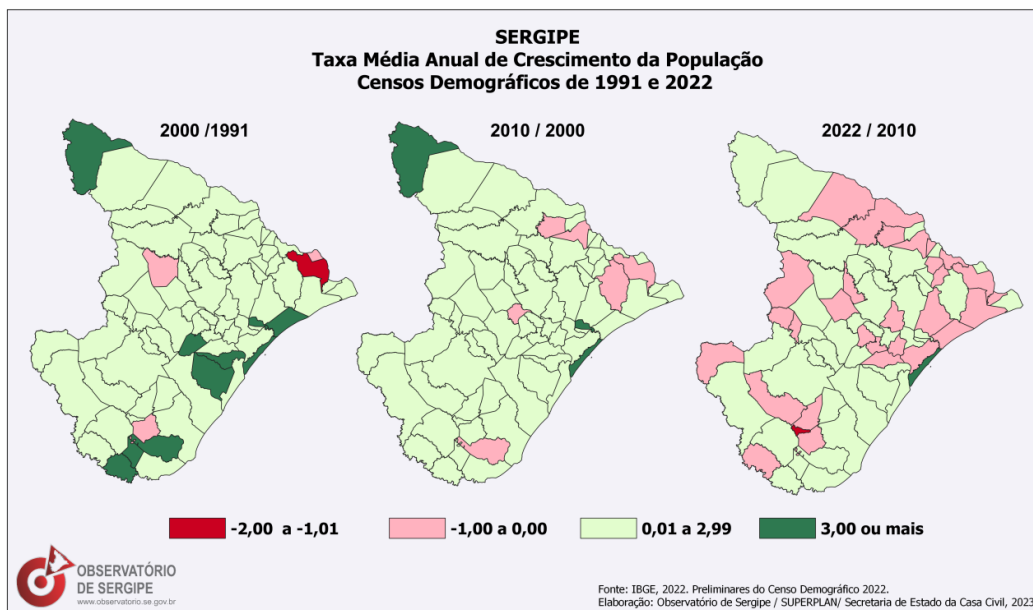 SERGIPE
Taxa Média Anual de Crescimento da População
Censos Demográficos de 1991 e 2022
2000 /1991
2010 / 2000
2022 / 2010
-2,00 a -1,01
-1,00 a 0,00
0,01 a 2,99
3,00 ou mais
OBSERVATÓRIO
DE SERGIPE
www.observatorio.se.gov.br
Fonte: IBGE, 2022. Preliminares do Censo Demográfico 2022.
Elaboração: Observatório de Sergipe / SUPERPLAN/ Secretaria de Estado da Casa Civil, 2023